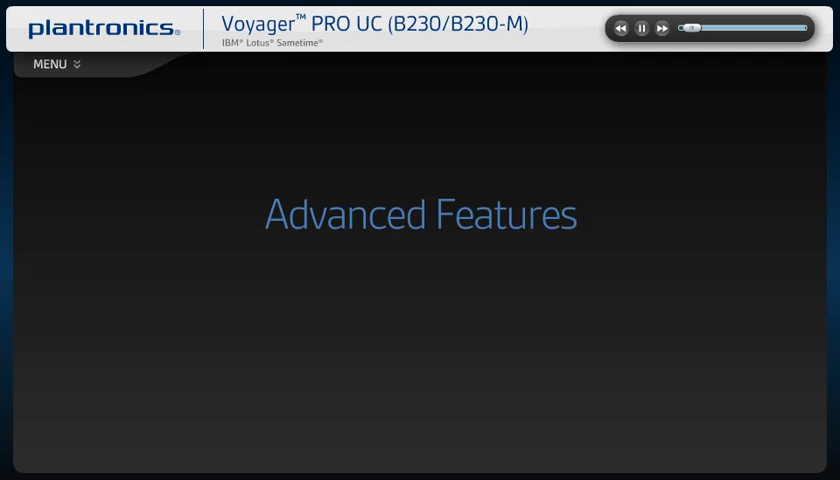 plantronics®
Voyager™ PRO UC (B230/B230-M)
IBM® Lotus® Sametime®
MENU
Advanced Features